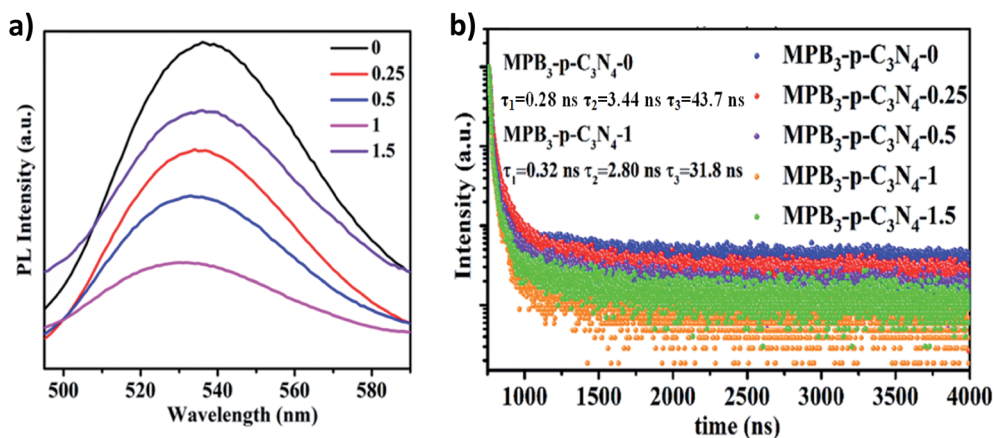 a)
PL Intensity (a.u.)
0
0.25
0.5
1
1.5
500 520 540 560 580
Wavelength (nm)
b)
Intensity (a.u.)
MPB₃-p-C₃N₄-0
τ₁=0.28 ns τ₂=3.44 ns τ₃=43.7 ns
MPB₃-p-C₃N₄-1
τ₁=0.32 ns τ₂=2.80 ns τ₃=31.8 ns
MPB₃-p-C₃N₄-0
MPB₃-p-C₃N₄-0.25
MPB₃-p-C₃N₄-0.5
MPB₃-p-C₃N₄-1
MPB₃-p-C₃N₄-1.5
1000 1500 2000 2500 3000 3500 4000
time (ns)